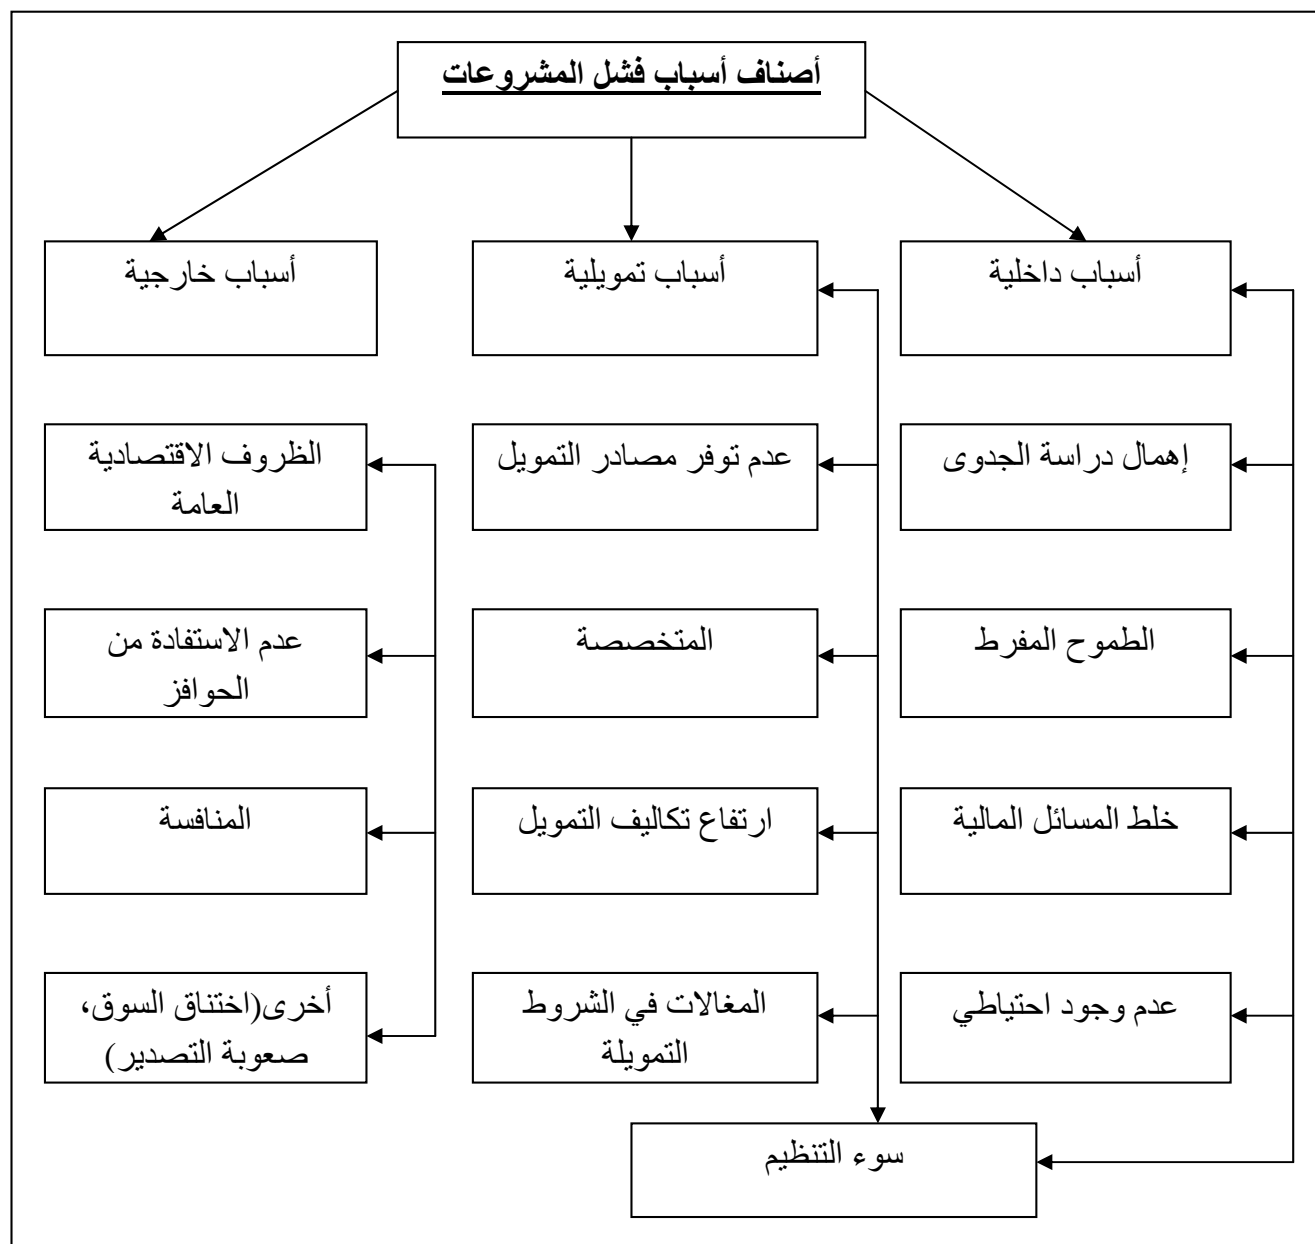 أصناف أسباب فشل المشروعات
أسباب داخلية
أسباب تمويلية
أسباب خارجية
إهمال دراسة الجدوى
عدم توفر مصادر التمويل
الظروف الاقتصادية
العامة
الطموح المفرط
المتخصصة
عدم الاستفادة من
الحوافز
خلط المسائل المالية
ارتفاع تكاليف التمويل
المنافسة
عدم وجود احتياطي
المغالات في الشروط
التمويلة
أخرى(اختناق السوق،
صعوبة التصدير)
سوء التنظيم